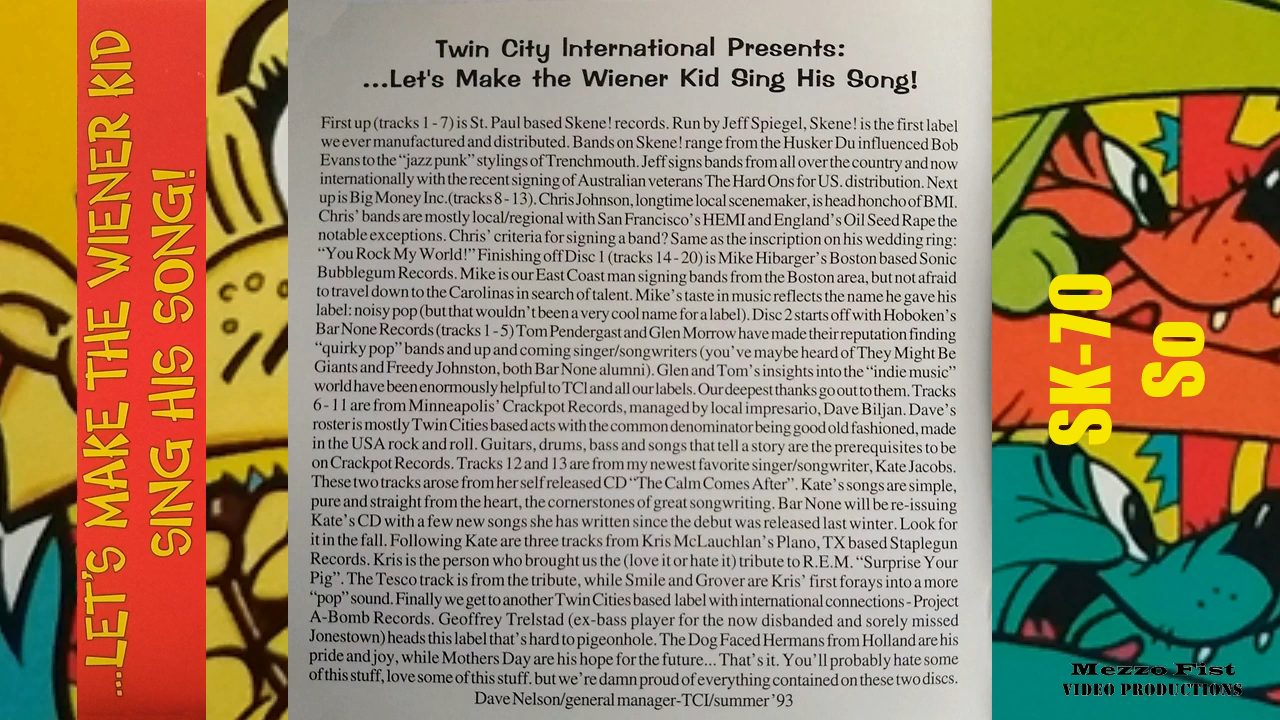 ...LET'S MAKE THE WIENER KID
SING HIS SONG!
Twin City International Presents:
...Let's Make the Wiener Kid Sing His Song!
First up (tracks 1 - 7) is St. Paul based Skene! records. Run by Jeff Spiegel, Skene! is the first label
we ever manufactured and distributed. Bands on Skene! range from the Husker Du influenced Bob
Evans to the “jazz punk” stylings of Trenchmouth. Jeff signs bands from all over the country and now
internationally with the recent signing of Australian veterans The Hard Ons for US. distribution. Next
up is Big Money Inc.(tracks 8 - 13). Chris Johnson, longtime local scenemaker, is head honcho of BMI.
Chris’ bands are mostly local/regional with San Francisco’s HEMI and England’s Oil Seed Rape the
notable exceptions. Chris’ criteria for signing a band? Same as the inscription on his wedding ring:
“You Rock My World!” Finishing off Disc 1 (tracks 14 - 20) is Mike Hibarger’s Boston based Sonic
Bubblegum Records. Mike is our East Coast man signing bands from the Boston area, but not afraid
to travel down to the Carolinas in search of talent. Mike’s taste in music reflects the name he gave his
label: noisy pop (but that wouldn’t been a very cool name for a label). Disc 2 starts off with Hoboken’s
Bar None Records (tracks 1 - 5) Tom Pendergast and Glen Morrow have made their reputation finding
“quirky pop” bands and up and coming singer/songwriters (you’ve maybe heard of They Might Be
Giants and Freedy Johnston, both Bar None alumni). Glen and Tom’s insights into the “indie music”
world have been enormously helpful to TCI and all our labels. Our deepest thanks go out to them. Tracks
6 - 11 are from Minneapolis’ Crackpot Records, managed by local impresario, Dave Biljan. Dave’s
roster is mostly Twin Cities based acts with the common denominator being good old fashioned, made
in the USA rock and roll. Guitars, drums, bass and songs that tell a story are the prerequisites to be
on Crackpot Records. Tracks 12 and 13 are from my newest favorite singer/songwriter, Kate Jacobs.
These two tracks arose from her self released CD “The Calm Comes After”. Kate’s songs are simple,
pure and straight from the heart, the cornerstones of great songwriting. Bar None will be re-issuing
Kate’s CD with a few new songs she has written since the debut was released last winter. Look for
it in the fall. Following Kate are three tracks from Kris McLauchlan’s Plano, TX based Staplegun
Records. Kris is the person who brought us the (love it or hate it) tribute to R.E.M. “Surprise Your
Pig”. The Tesco track is from the tribute, while Smile and Grover are Kris’ first forays into a more
“pop” sound. Finally we get to another Twin Cities based label with international connections - Project
A-Bomb Records. Geoffrey Trelstad (ex-bass player for the now disbanded and sorely missed
Jonestown) heads this label that’s hard to pigeonhole. The Dog Faced Hermans from Holland are his
pride and joy, while Mothers Day are his hope for the future... That’s it. You’ll probably hate some
of this stuff, love some of this stuff. but we’re damn proud of everything contained on these two discs.
Dave Nelson/general manager-TCI/summer ’93
SK-70
So
Mezzo Fist
VIDEO PRODUCTIONS